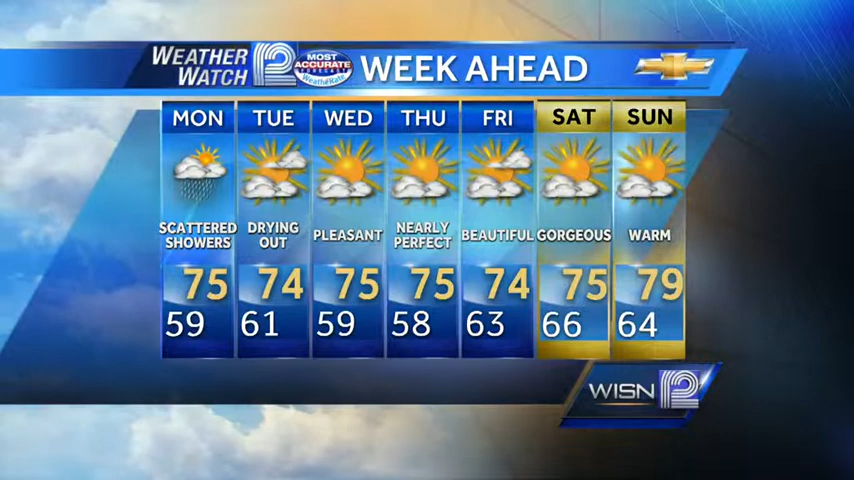 WEATHER
WATCH 12
MOST
ACCURATE
FORECAST
WeatheRate
WEEK AHEAD
MON TUE WED THU FRI SAT SUN
SCATTERED
SHOWERS
DRYING
OUT
PLEASANT
NEARLY
PERFECT
BEAUTIFUL
GORGEOUS
WARM
75 74 75 75 74 75 79
59 61 59 58 63 66 64
WISN 12